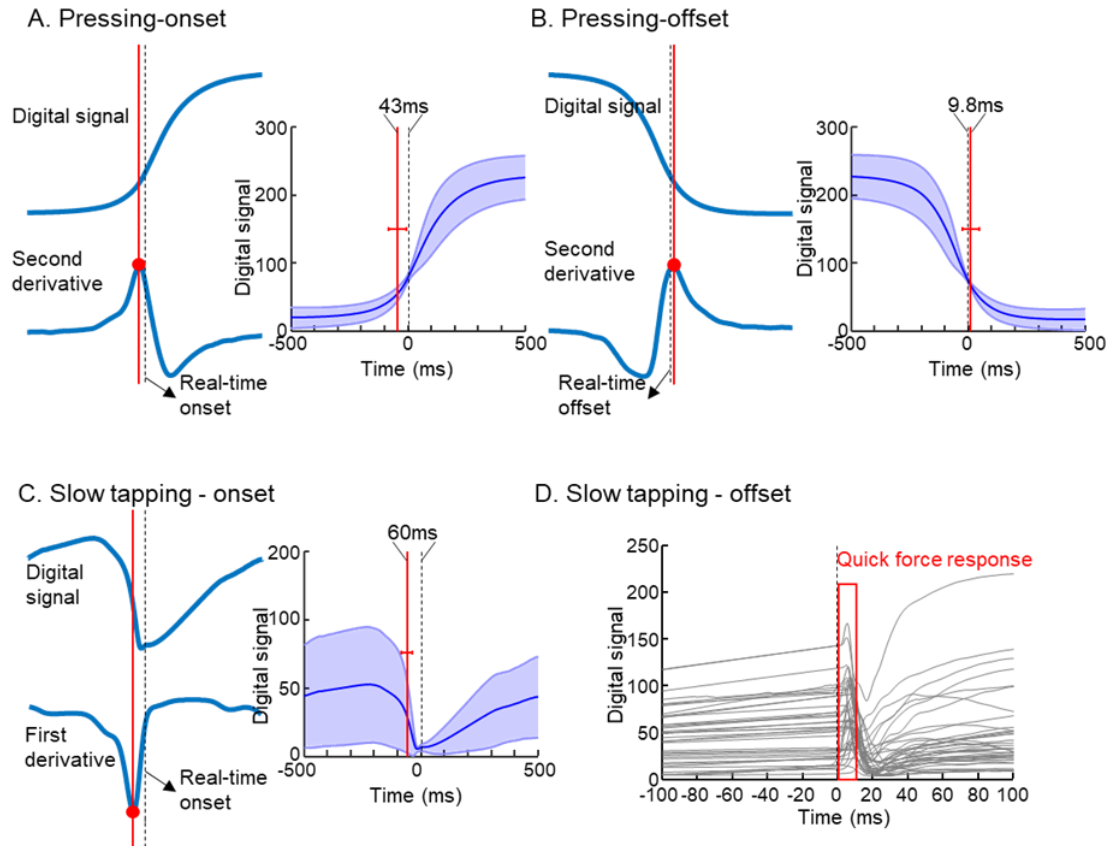 A. Pressing-onset
Digital signal
Second
derivative
Real-time
onset
43ms
Digital signal
300
200
100
0
-500
0
500
Time (ms)
B. Pressing-offset
Digital signal
Second
derivative
Real-time
offset
9.8ms
Digital signal
300
200
100
0
-500
0
500
Time (ms)
C. Slow tapping - onset
Digital
signal
First
derivative
Real-time
onset
60ms
Digital signal
200
100
50
0
-500
0
500
Time (ms)
D. Slow tapping - offset
Quick force response
Digital signal
250
200
150
100
50
0
-100 -80 -60 -40 -20 0 20 40 60 80 100
Time (ms)